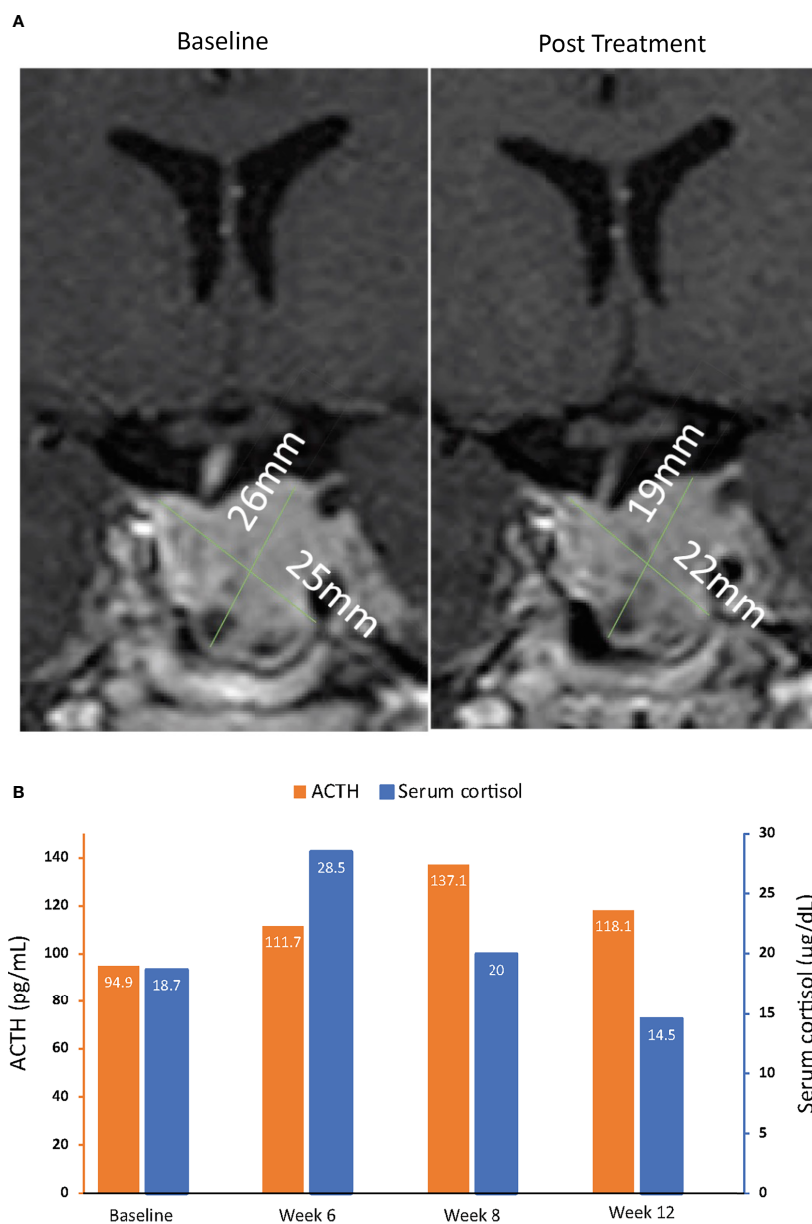 A
Baseline
Post Treatment
26mm
25mm
19mm
22mm
B
ACTH
Serum cortisol
ACTH (pg/mL)
140
120
100
80
60
40
20
0
94.9
18.7
111.7
28.5
137.1
20
118.1
14.5
30
25
20
15
10
5
0
Serum cortisol (µg/dL)
Baseline
Week 6
Week 8
Week 12